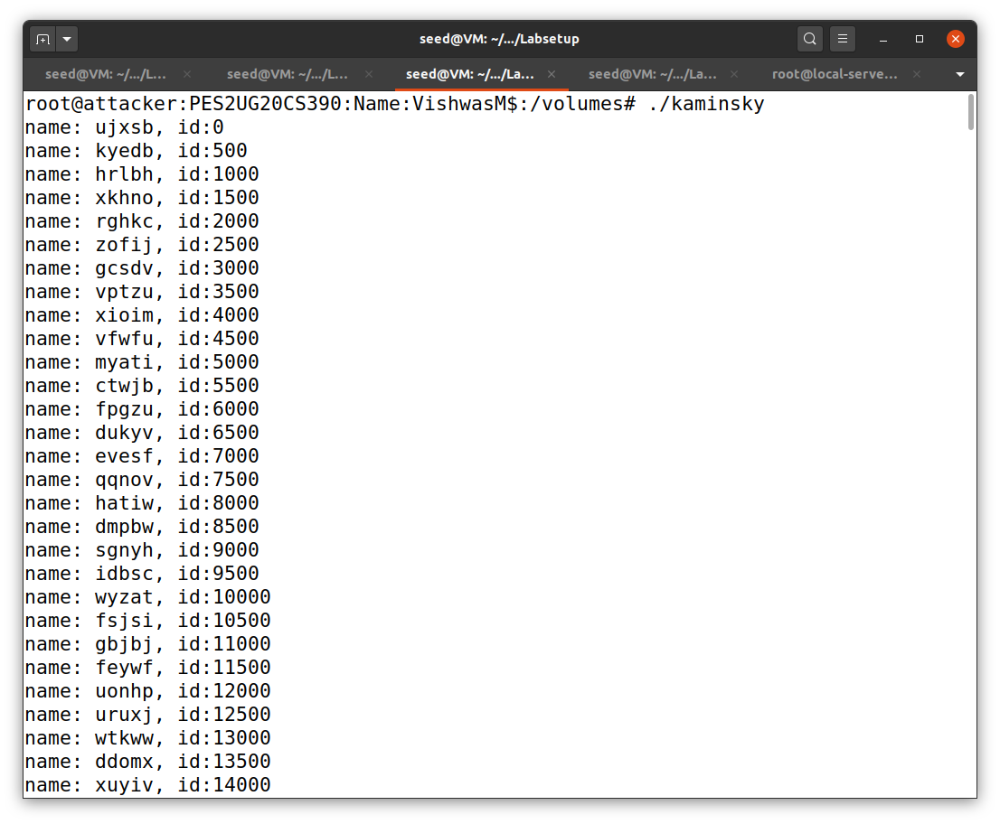 seed@VM: ~/.../Labsetup
seed@VM: ~/.../L... seed@VM: ~/.../L... seed@VM: ~/.../La... seed@VM: ~/.../La... root@local-serve...
root@attacker:PES2UG20CS390:Name:VishwasM$:/volumes# ./kaminsky
name: ujxsb, id:0
name: kyedb, id:500
name: hrlbh, id:1000
name: xkhno, id:1500
name: rghkc, id:2000
name: zofij, id:2500
name: gcsdv, id:3000
name: vptzu, id:3500
name: xioim, id:4000
name: vfwfu, id:4500
name: myati, id:5000
name: ctwjb, id:5500
name: fpgzu, id:6000
name: dukyv, id:6500
name: evesf, id:7000
name: qqnov, id:7500
name: hatiw, id:8000
name: dmpbw, id:8500
name: sgnyh, id:9000
name: idbsc, id:9500
name: wyzat, id:10000
name: fsjsi, id:10500
name: gbjbj, id:11000
name: feywf, id:11500
name: uonhp, id:12000
name: uruxj, id:12500
name: wtkww, id:13000
name: ddomx, id:13500
name: xuyiv, id:14000